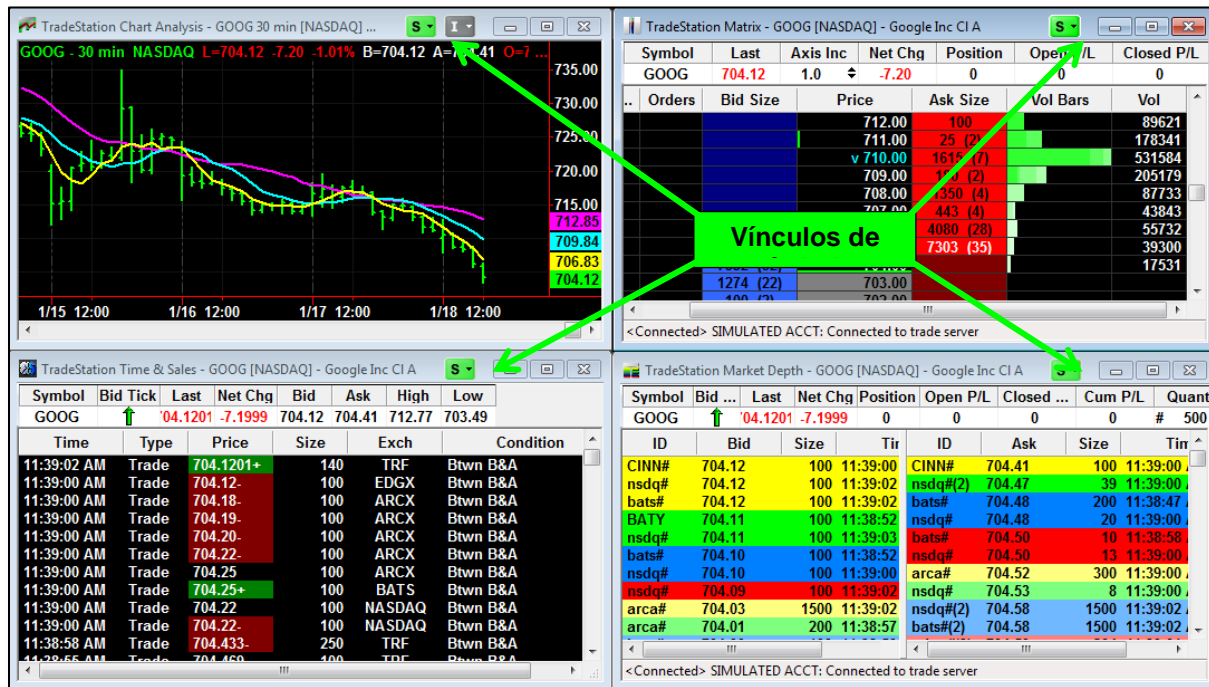 TradeStation Chart Analysis - GOOG 30 min [NASDAQ] ...
S
I
GOOG - 30 min NASDAQ L=704.12 -7.20 -1.01% B=704.12 O=7 ...
735.00
730.00
725.00
720.00
715.00
712.85
709.84
706.83
704.12
1/15 12:00 1/16 12:00 1/17 12:00 1/18 12:00
TradeStation Matrix - GOOG [NASDAQ] - Google Inc Cl A
S
Symbol Last Axis Inc Net Chg Position Closed P/L
GOOG 704.12 1.0 -7.20 0 0 0
.. Orders Bid Size Price Ask Size Vol Bars Vol
712.00 100 89621
711.00 25 (2) 178341
v 710.00 1615 (7) 531584
709.00 (2) 205179
708.00 1350 (4) 87733
443 (4) 43843
4080 (28) 55732
7303 (35) 39300
17531
1274 (22) 703.00
Vínculos de
<Connected> SIMULATED ACCT: Connected to trade server
TradeStation Time & Sales - GOOG [NASDAQ] - Google Inc Cl A
S
Symbol Bid Tick Last Net Chg Bid Ask High Low
GOOG 04.1201 -7.1999 704.12 704.41 712.77 703.49
Time Type Price Size Exch Condition
11:39:02 AM Trade 704.1201+ 140 TRF Btwn B&A
11:39:00 AM Trade 704.12- 100 EDGX Btwn B&A
11:39:00 AM Trade 704.18- 100 ARCX Btwn B&A
11:39:00 AM Trade 704.19- 100 ARCX Btwn B&A
11:39:00 AM Trade 704.20- 100 ARCX Btwn B&A
11:39:00 AM Trade 704.22- 100 ARCX Btwn B&A
11:39:00 AM Trade 704.25 100 ARCX Btwn B&A
11:39:00 AM Trade 704.25+ 100 BATS Btwn B&A
11:39:00 AM Trade 704.22 100 NASDAQ Btwn B&A
11:39:00 AM Trade 704.22- 100 NASDAQ Btwn B&A
11:38:58 AM Trade 704.433- 250 TRF Btwn B&A
TradeStation Market Depth - GOOG [NASDAQ] - Google Inc Cl A
S
Symbol Bid ... Last Net Chg Position Open P/L Closed ... Cum P/L Quant
GOOG 04.1201 -7.1999 0 0 0 0 # 500
ID Bid Size Tir ID Ask Size Tim
CINN# 704.12 100 11:39:00 CINN# 704.41 100 11:39:00
nsdq# 704.12 100 11:39:02 nsdq#(2) 704.47 39 11:39:00
bats# 704.12 100 11:39:02 bats# 704.48 200 11:38:47
BATY 704.11 100 11:38:52 nsdq# 704.48 20 11:39:00
nsdq# 704.11 100 11:39:03 bats# 704.50 10 11:38:58
bats# 704.10 100 11:38:52 nsdq# 704.50 13 11:39:00
nsdq# 704.10 100 11:39:00 arca# 704.52 300 11:39:00
nsdq# 704.09 100 11:39:02 nsdq# 704.53 8 11:39:00
arca# 704.03 1500 11:39:02 nsdq#(2) 704.58 1500 11:39:02
arca# 704.01 200 11:38:57 bats#(2) 704.58 1500 11:39:02
<Connected> SIMULATED ACCT: Connected to trade server